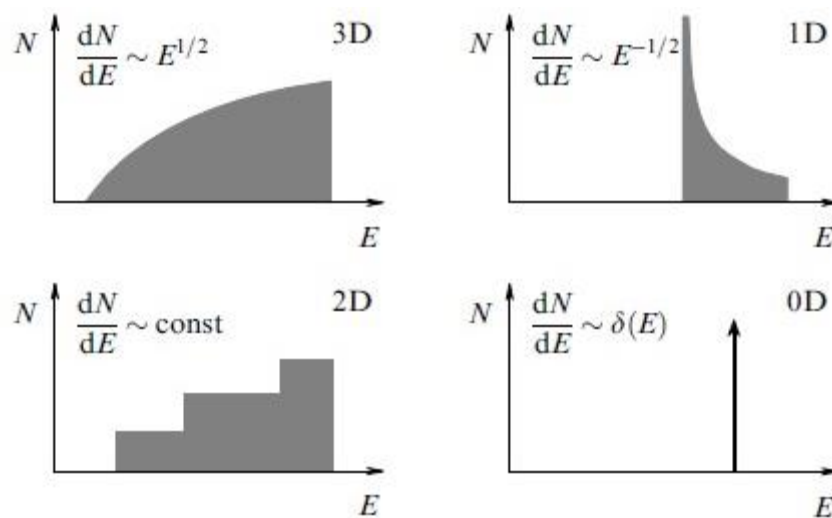 N dN/dE ~ E^{1/2} 3D
E
N dN/dE ~ E^{-1/2} 1D
E
N dN/dE ~ const 2D
E
N dN/dE ~ δ(E) 0D
E